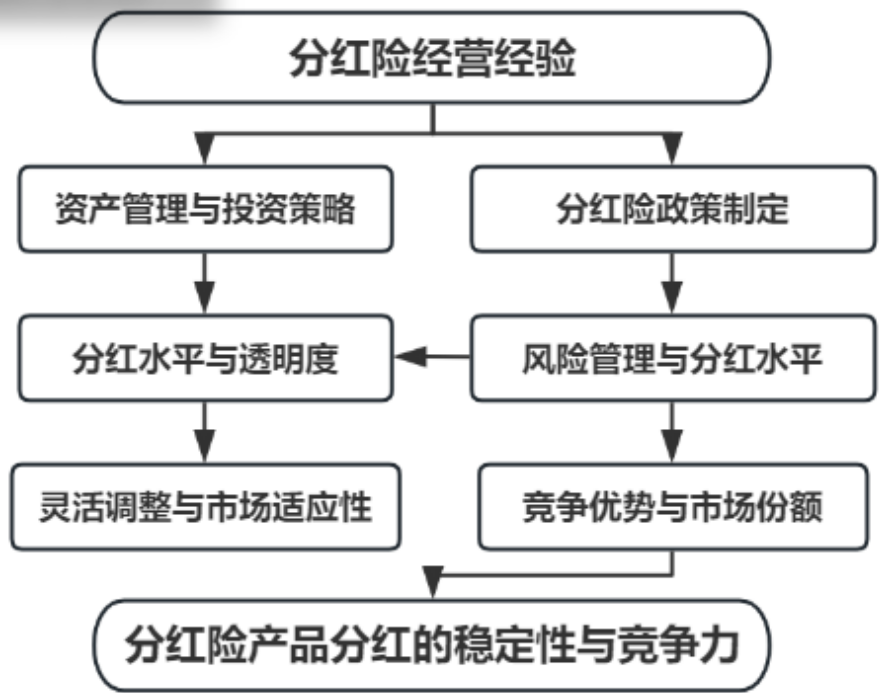 分红险经营经验
资产管理与投资策略
分红险政策制定
分红水平与透明度
风险管理与分红水平
灵活调整与市场适应性
竞争优势与市场份额
分红险产品分红的稳定性与竞争力